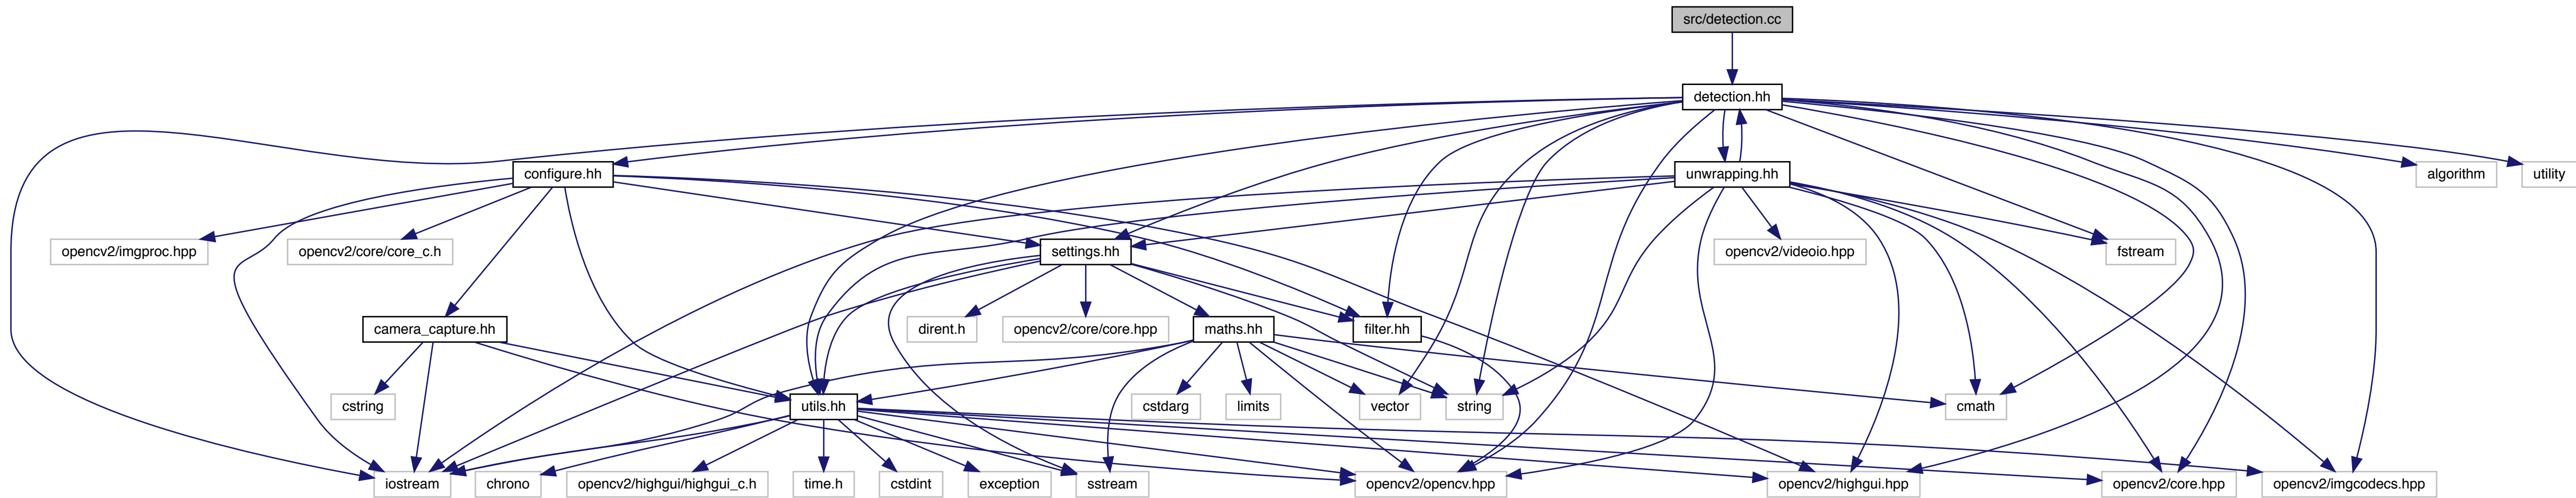 src/detection.cc
detection.hh
configure.hh
unwrapping.hh
algorithm
utility
opencv2/imgproc.hpp
opencv2/core/core_c.h
settings.hh
opencv2/videoio.hpp
fstream
camera_capture.hh
dirent.h
opencv2/core/core.hpp
maths.hh
filter.hh
cstring
utils.hh
cstdarg
limits
vector
string
cmath
iostream
chrono
opencv2/highgui/highgui_c.h
time.h
cstdint
exception
sstream
opencv2/opencv.hpp
opencv2/highgui.hpp
opencv2/core.hpp
opencv2/imgcodecs.hpp